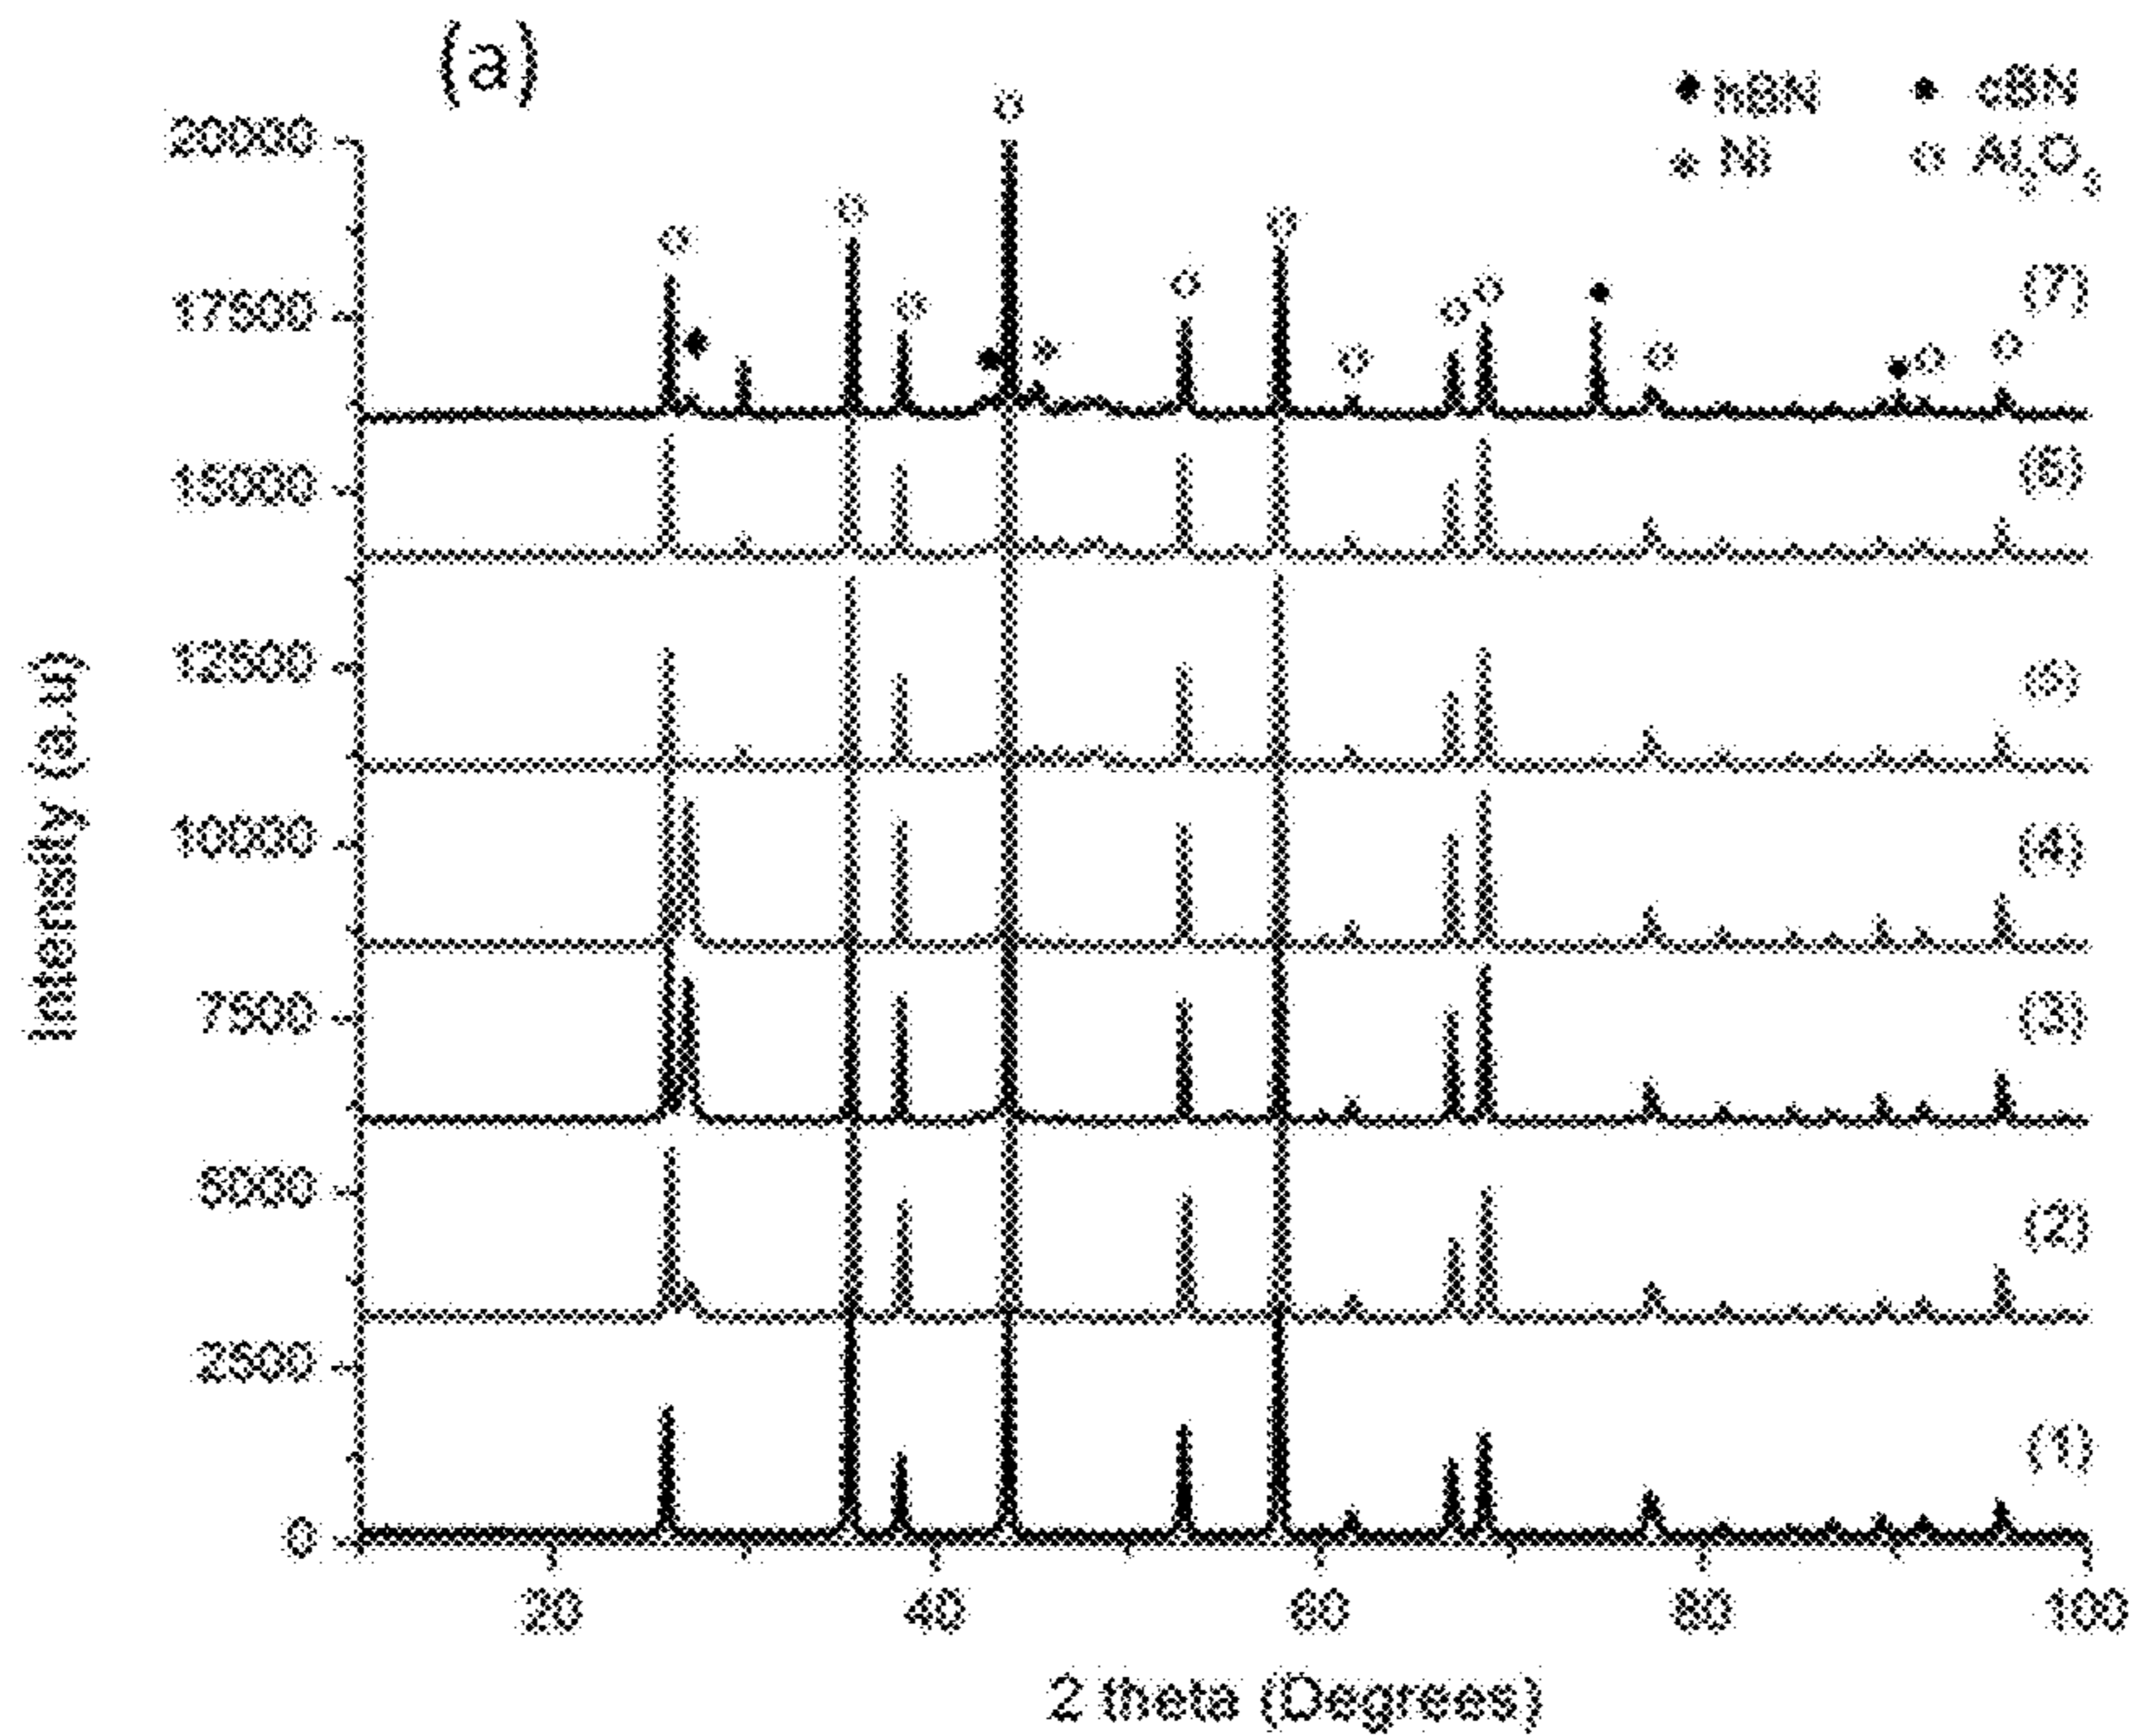 (a)
hBN cBN
Ni Al2O3
20000
17500
15000
12500
10000
7500
5000
2500
0
(7)
(6)
(5)
(4)
(3)
(2)
(1)
Intensity (a.u)
20 40 60 80 100
2 theta (Degrees)